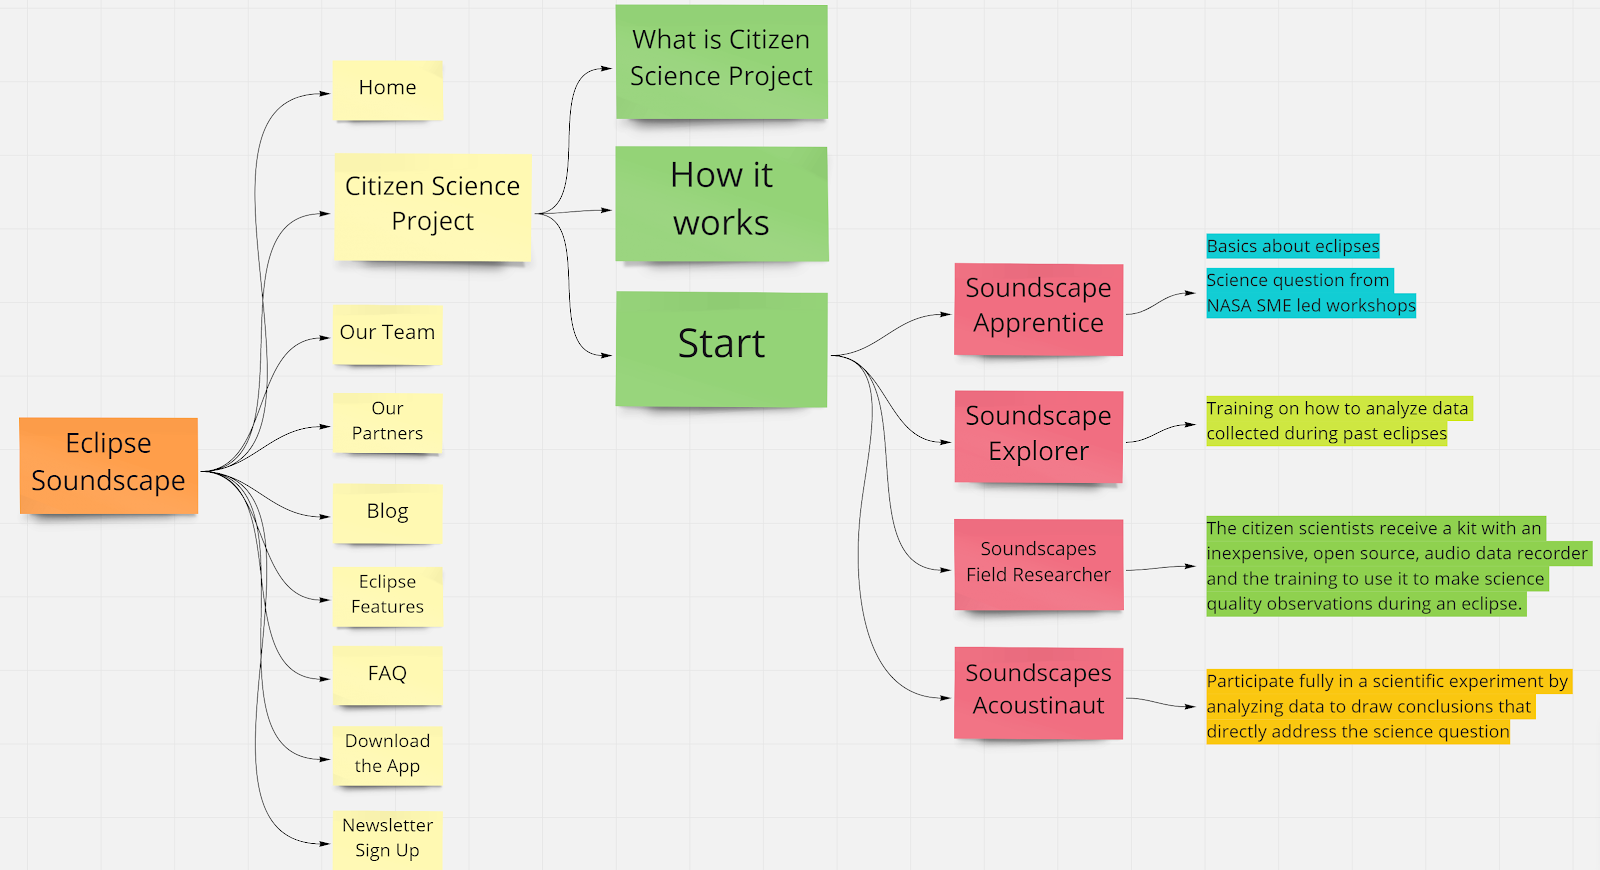 Eclipse
Soundscape
Home
Citizen Science
Project
Our Team
Our
Partners
Blog
Eclipse
Features
FAQ
Download
the App
Newsletter
Sign Up
What is Citizen
Science Project
How it
works
Start
Soundscape
Apprentice
Soundscape
Explorer
Soundscapes
Field Researcher
Soundscapes
Acoustinaut
Basics about eclipses
Science question from
NASA SME led workshops
Training on how to analyze data
collected during past eclipses
The citizen scientists receive a kit with an
inexpensive, open source, audio data recorder
and the training to use it to make science
quality observations during an eclipse.
Participate fully in a scientific experiment by
analyzing data to draw conclusions that
directly address the science question